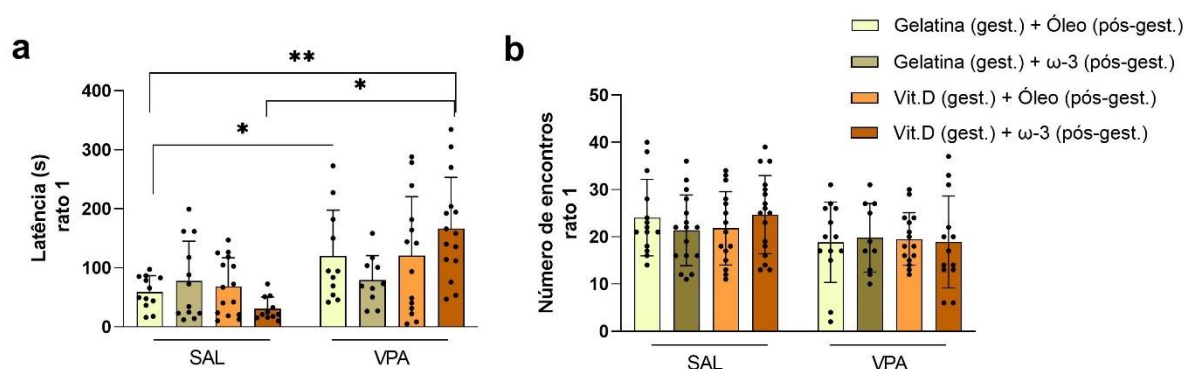 a
Latência (s)
rato 1
400
300
200
100
0
**
*
*
SAL
VPA
b
Número de encontros
rato 1
50
40
30
20
10
0
SAL
VPA
Gelatina (gest.) + Óleo (pós-gest.)
Gelatina (gest.) + ω-3 (pós-gest.)
Vit.D (gest.) + Óleo (pós-gest.)
Vit.D (gest.) + ω-3 (pós-gest.)